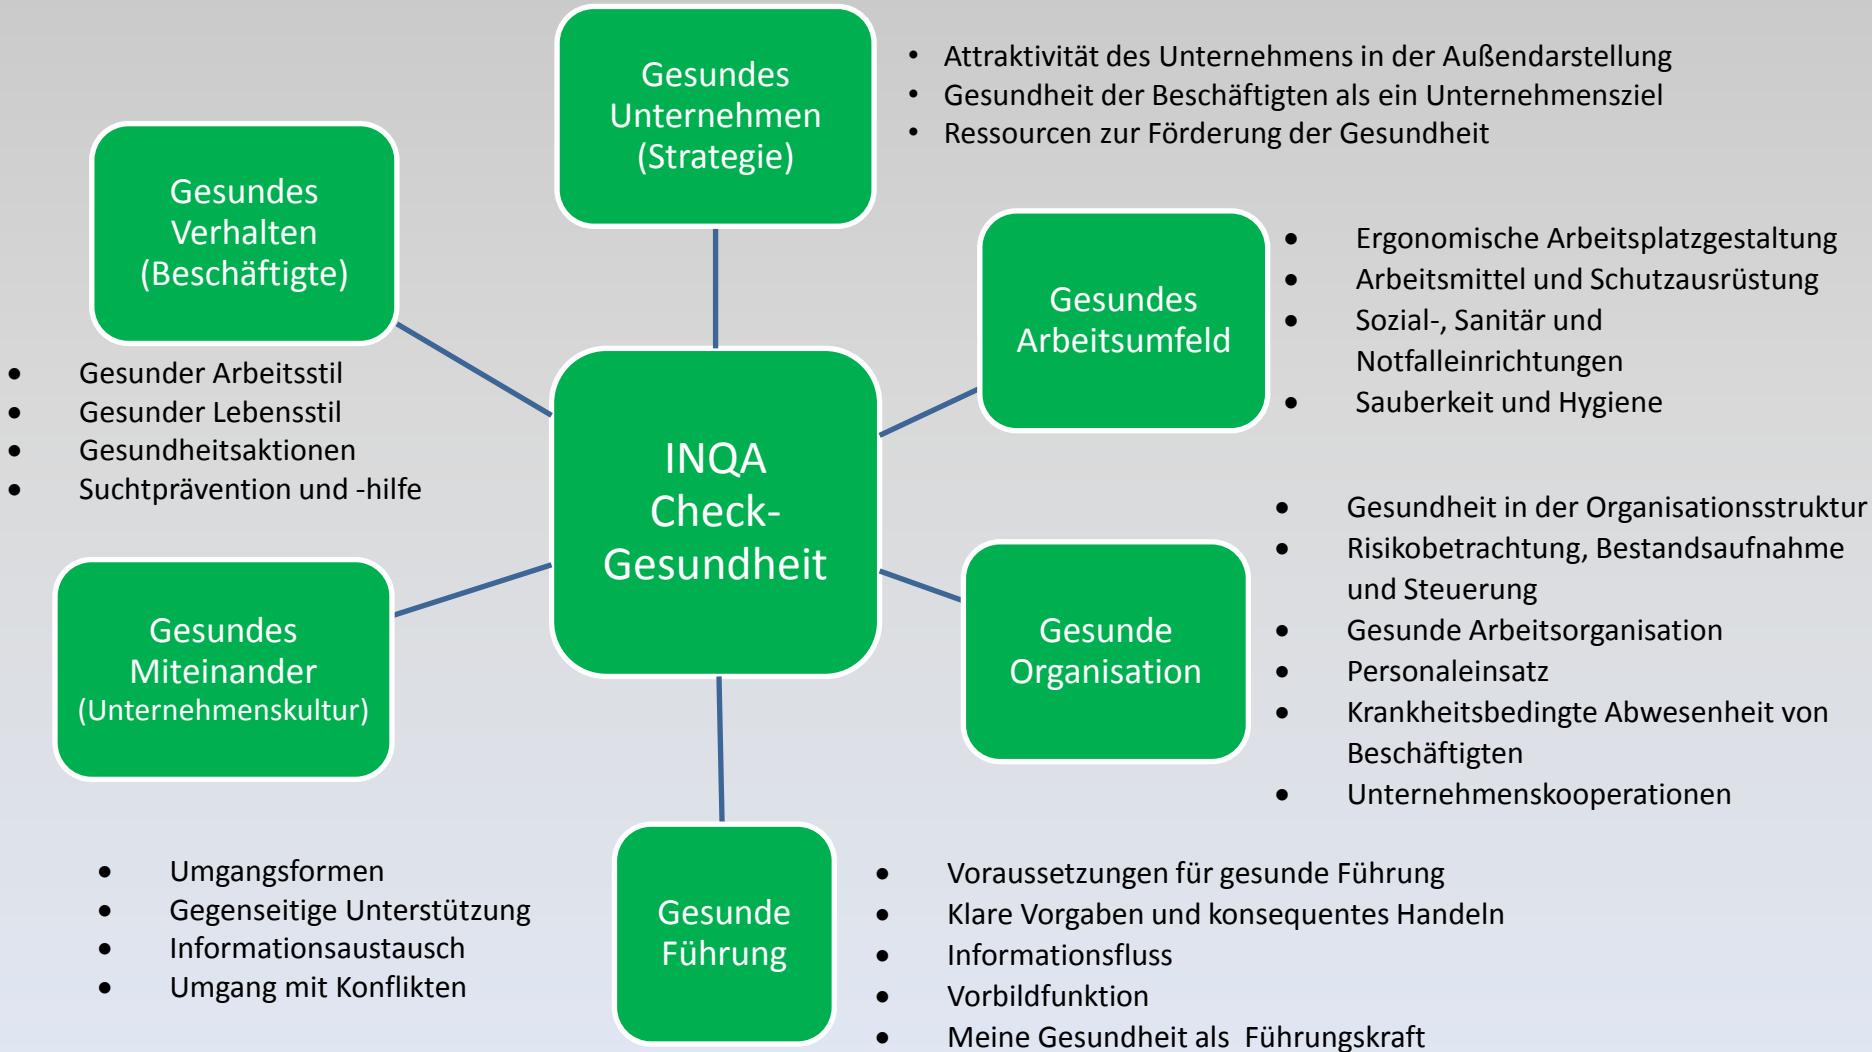 Gesundes
Unternehmen
(Strategie)
• Attraktivität des Unternehmens in der Außendarstellung
• Gesundheit der Beschäftigten als ein Unternehmensziel
• Ressourcen zur Förderung der Gesundheit
Gesundes
Verhalten
(Beschäftigte)
• Gesunder Arbeitsstil
• Gesunder Lebensstil
• Gesundheitsaktionen
• Suchtprävention und -hilfe
Gesundes
Arbeitsumfeld
• Ergonomische Arbeitsplatzgestaltung
• Arbeitsmittel und Schutzausrüstung
• Sozial-, Sanitär und
Notfalleinrichtungen
• Sauberkeit und Hygiene
INQA
Check-
Gesundheit
Gesunde
Organisation
• Gesundheit in der Organisationsstruktur
• Risikobetrachtung, Bestandsaufnahme
und Steuerung
• Gesunde Arbeitsorganisation
• Personaleinsatz
• Krankheitsbedingte Abwesenheit von
Beschäftigten
• Unternehmenskooperationen
Gesundes
Miteinander
(Unternehmenskultur)
• Umgangsformen
• Gegenseitige Unterstützung
• Informationsaustausch
• Umgang mit Konflikten
Gesunde
Führung
• Voraussetzungen für gesunde Führung
• Klare Vorgaben und konsequentes Handeln
• Informationsfluss
• Vorbildfunktion
• Meine Gesundheit als  Führungskraft